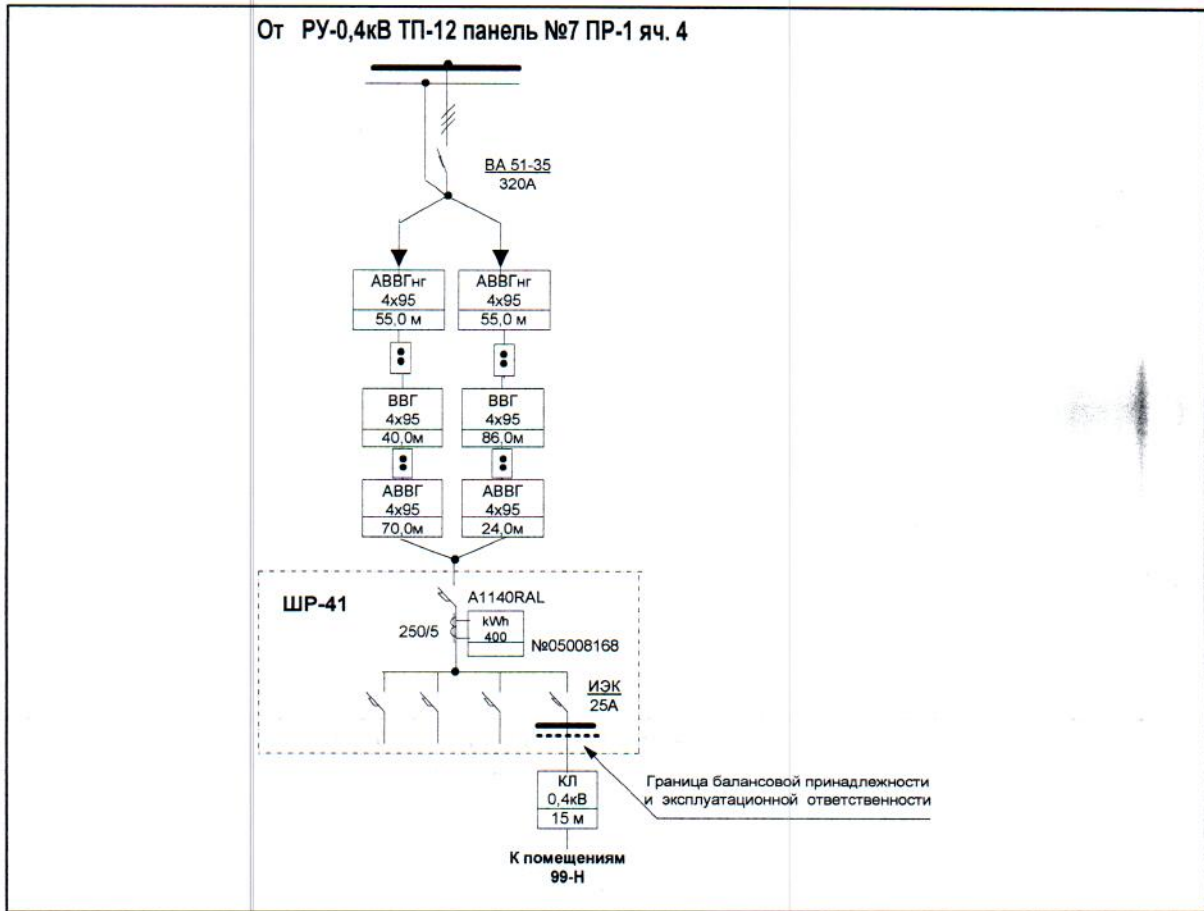 От РУ-0,4кВ ТП-12 панель №7 ПР-1 яч. 4
ВА 51-35
320А
АВВГнг
4х95
55,0 м
АВВГнг
4х95
55,0 м
ВВГ
4х95
40,0м
ВВГ
4х95
86,0м
АВВГ
4х95
70,0м
АВВГ
4х95
24,0м
ШР-41
A1140RAL
250/5
kWh
400
№05008168
ИЭК
25А
КЛ
0,4кВ
15 м
Граница балансовой принадлежности
и эксплуатационной ответственности
К помещениям
99-Н